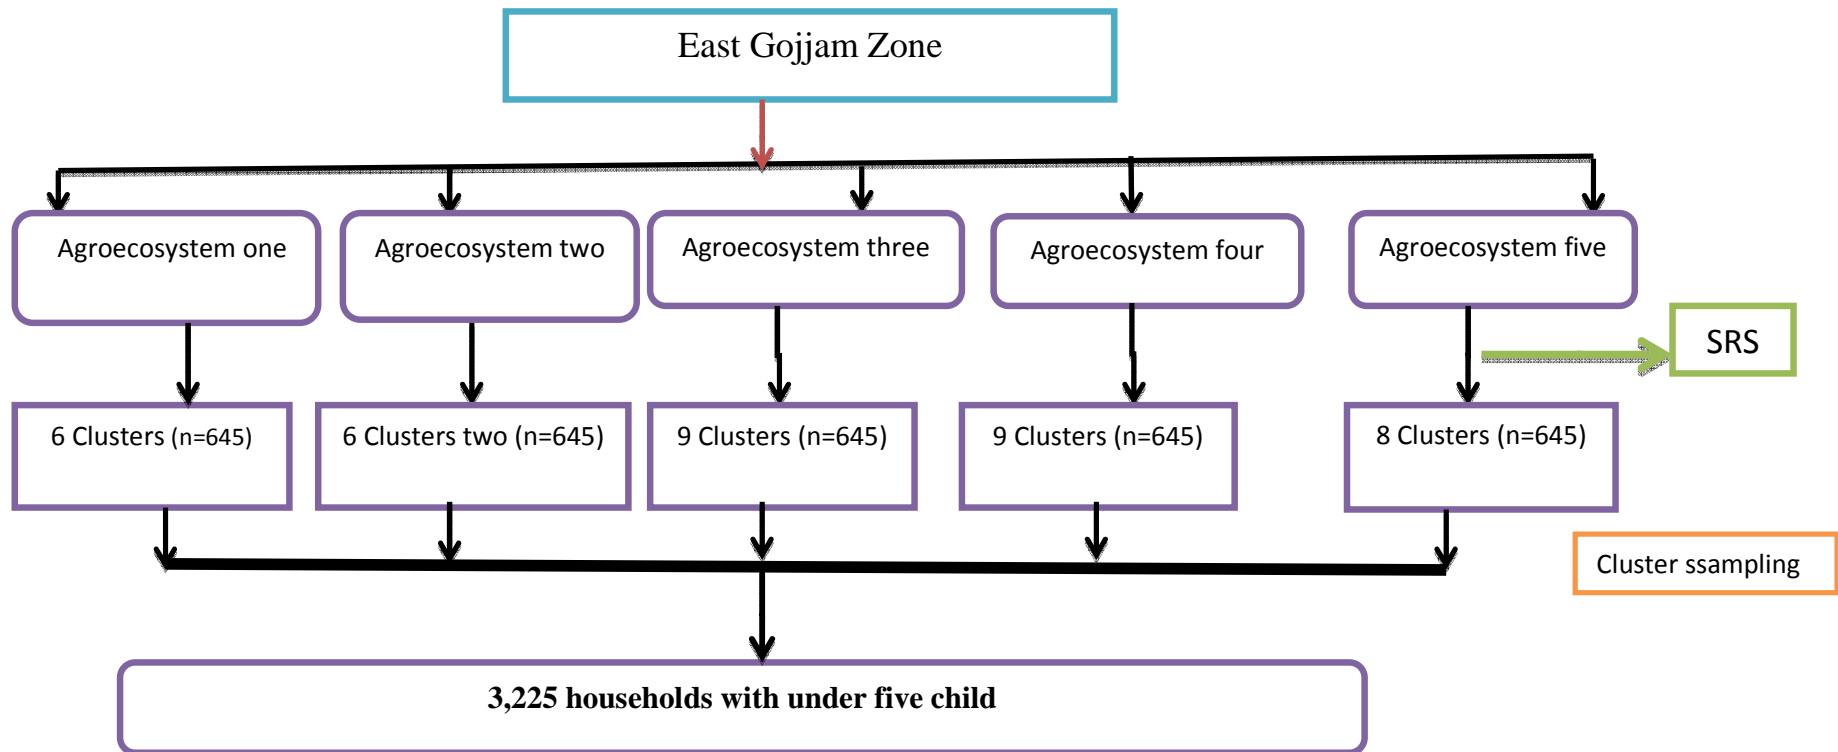 East Gojjam Zone
Agroecosystem one
Agroecosystem two
Agroecosystem three
Agroecosystem four
Agroecosystem five
SRS
6 Clusters (n=645)
6 Clusters two (n=645)
9 Clusters (n=645)
9 Clusters (n=645)
8 Clusters (n=645)
Cluster ssampling
3,225 households with under five child